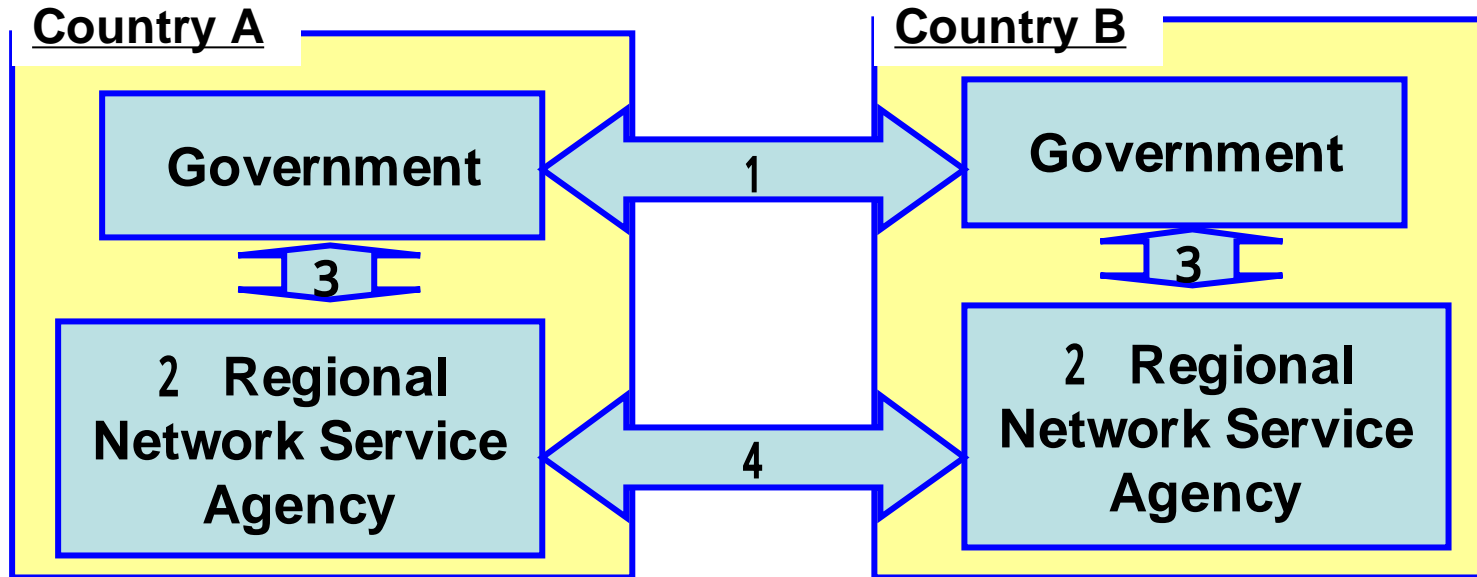 Country A
Government
3
2 Regional
Network Service
Agency
1
4
Country B
Government
3
2 Regional
Network Service
Agency